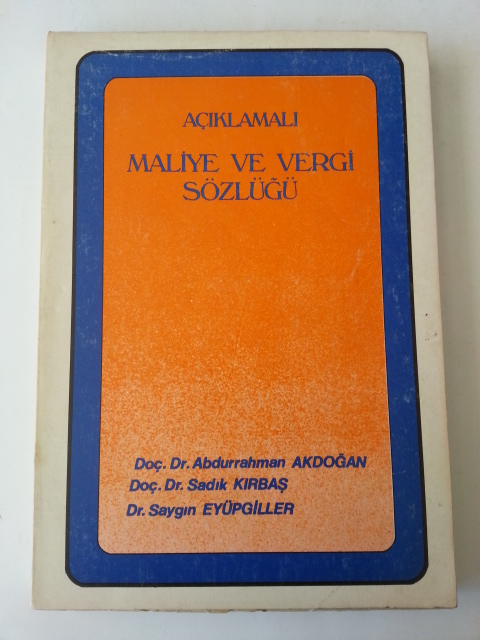 AÇIKLAMALI
MALİYE VE VERGİ
SÖZLÜĞÜ
Doç. Dr. Abdurrahman AKDOĞAN
Doç. Dr. Sadık KIRBAŞ
Dr. Saygın EYÜPGİLLER